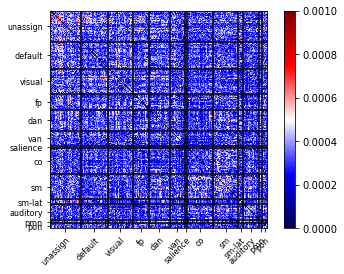 unassign
default
visual
fp
dan
van
salience
co
sm
sm-lat
auditory
pmn
pon
unassign
default
visual
fp
dan
van
salience
co
sm
sm-lat
auditory
0.0010
0.0008
0.0006
0.0004
0.0002
0.0000